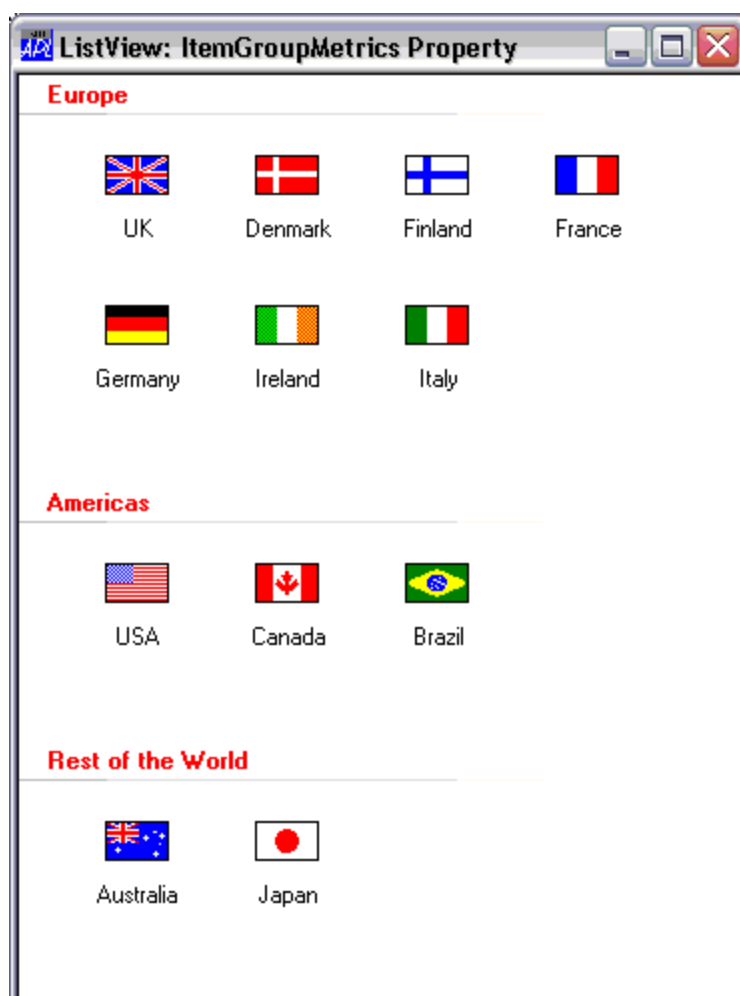 APL ListView: ItemGroupMetrics Property
Europe
UK Denmark Finland France
Germany Ireland Italy
Americas
USA Canada Brazil
Rest of the World
Australia Japan